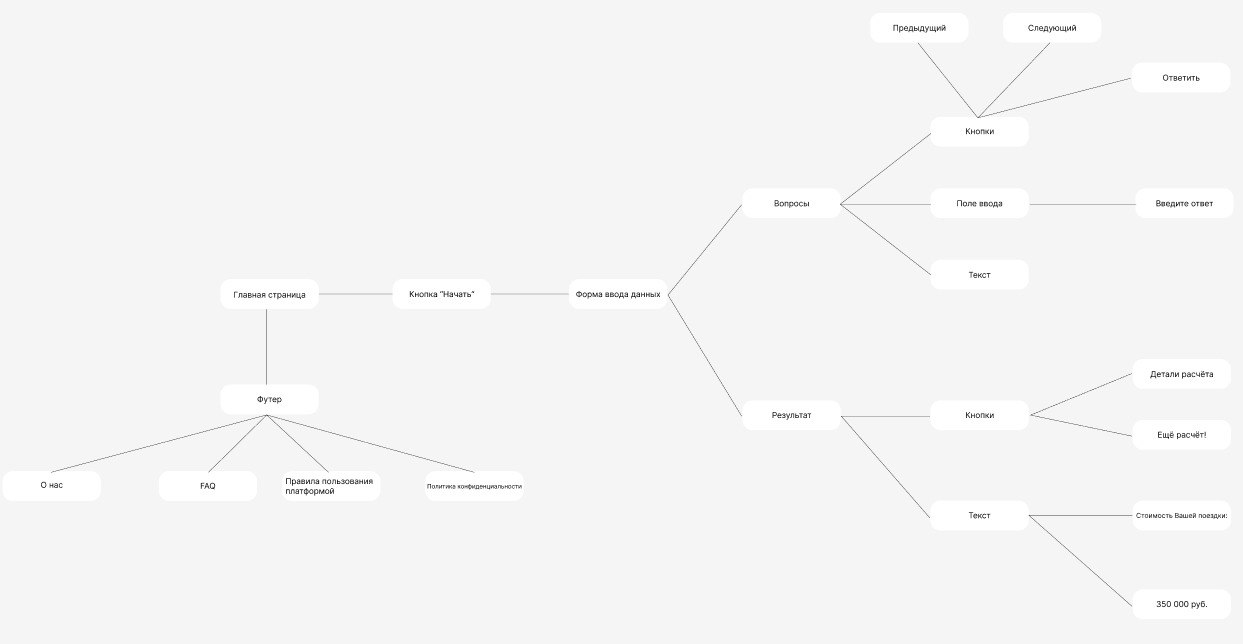 Предыдущий
Следующий
Ответить
Кнопки
Вопросы
Поле ввода
Введите ответ
Текст
Главная страница
Кнопка "Начать"
Форма ввода данных
Футер
О нас
FAQ
Правила пользования
платформой
Политика конфиденциальности
Результат
Кнопки
Детали расчёта
Ещё расчёт!
Текст
Стоимость Вашей поездки:
350 000 руб.